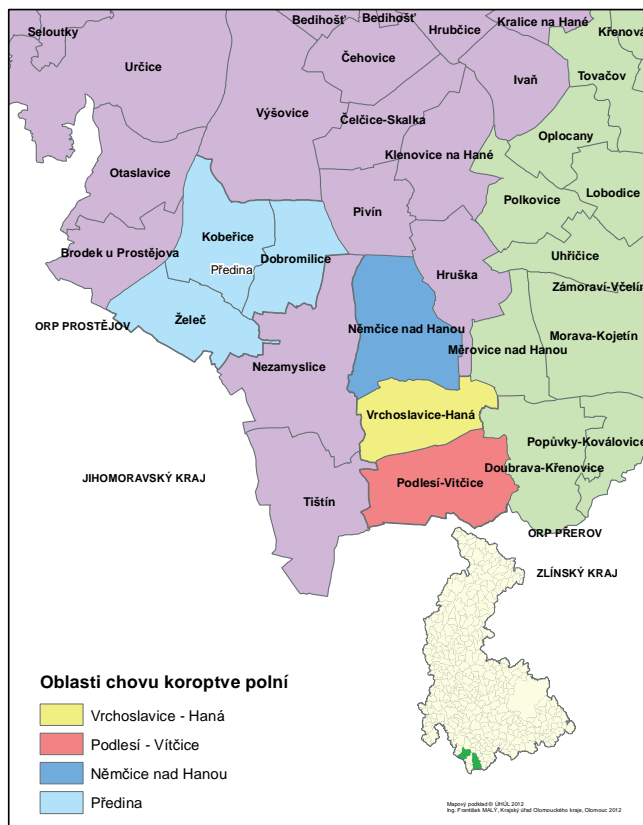 Bedihošť
Bedihošť
Kralice na Hané
Seloutky
Hrubčice
Křenová
Čehovice
Určice
Ivaň
Tovačov
Výšovice
Čelčice-Skalka
Oplocany
Klenovice na Hané
Otaslavice
Lobodice
Polkovice
Pivín
Kobeřice
Brodek u Prostějova
Dobromilice
Uhřičice
Předina
Hruška
Zámoraví-Včelín
ORP PROSTĚJOV
Želeč
Němčice nad Hanou
Morava-Kojetín
Měrovice nad Hanou
Nezamyslice
Vrchoslavice-Haná
Popůvky-Koválovice
Doubrava-Křenovice
JIHOMORAVSKÝ KRAJ
Podlesí-Vitčice
Tištín
ORP PŘEROV
ZLÍNSKÝ KRAJ
Oblasti chovu koroptve polní
Vrchoslavice - Haná
Podlesí - Vítčice
Němčice nad Hanou
Předina
Mapový podklad © ÚHÚL 2012
Ing. František MALÝ, Krajský úřad Olomouckého kraje, Olomouc 2012